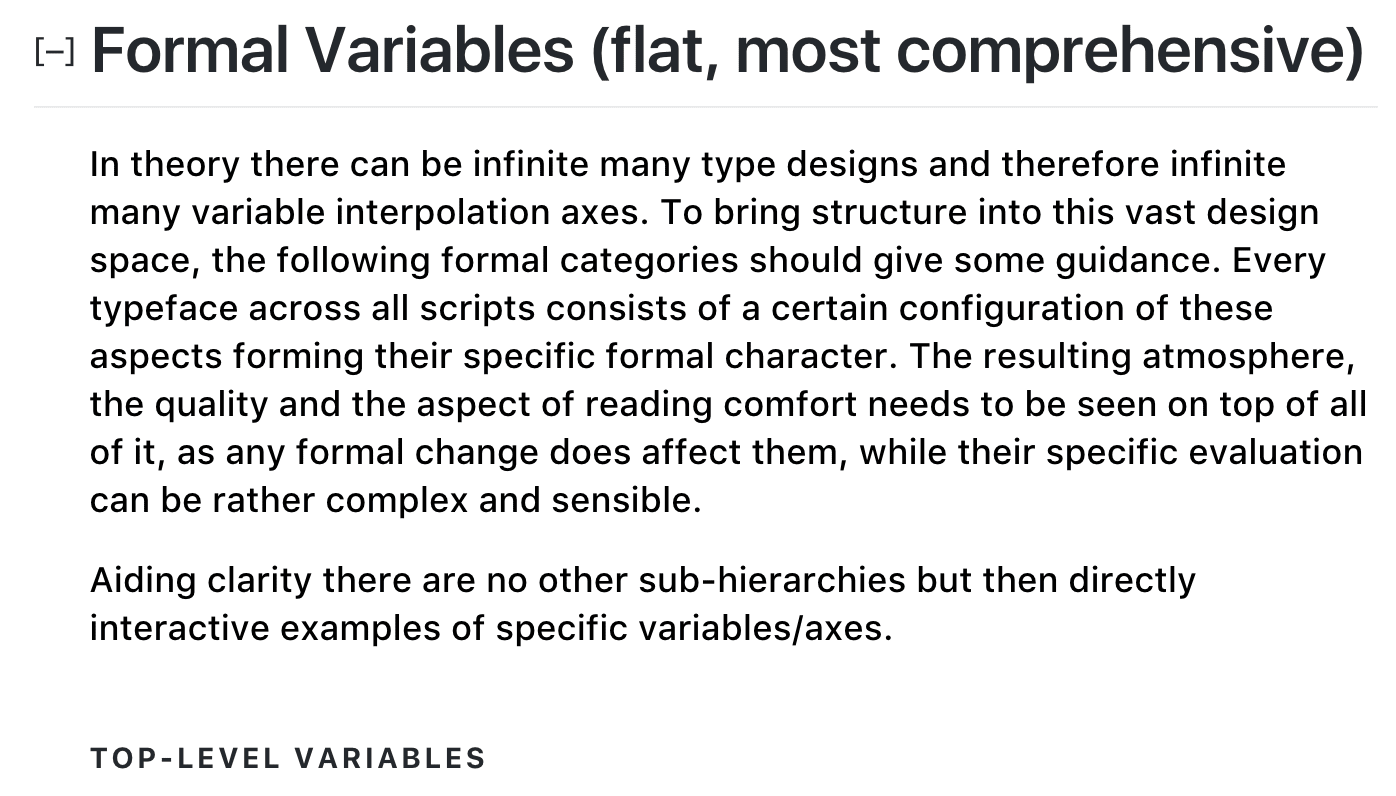 [–] Formal Variables (flat, most comprehensive)
In theory there can be infinite many type designs and therefore infinite
many variable interpolation axes. To bring structure into this vast design
space, the following formal categories should give some guidance. Every
typeface across all scripts consists of a certain configuration of these
aspects forming their specific formal character. The resulting atmosphere,
the quality and the aspect of reading comfort needs to be seen on top of all
of it, as any formal change does affect them, while their specific evaluation
can be rather complex and sensible.
Aiding clarity there are no other sub-hierarchies but then directly
interactive examples of specific variables/axes.
TOP-LEVEL VARIABLES